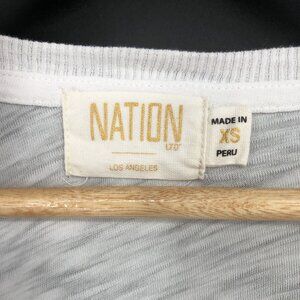 NATION
LTD
LOS ANGELES
MADE IN
XS
PERU